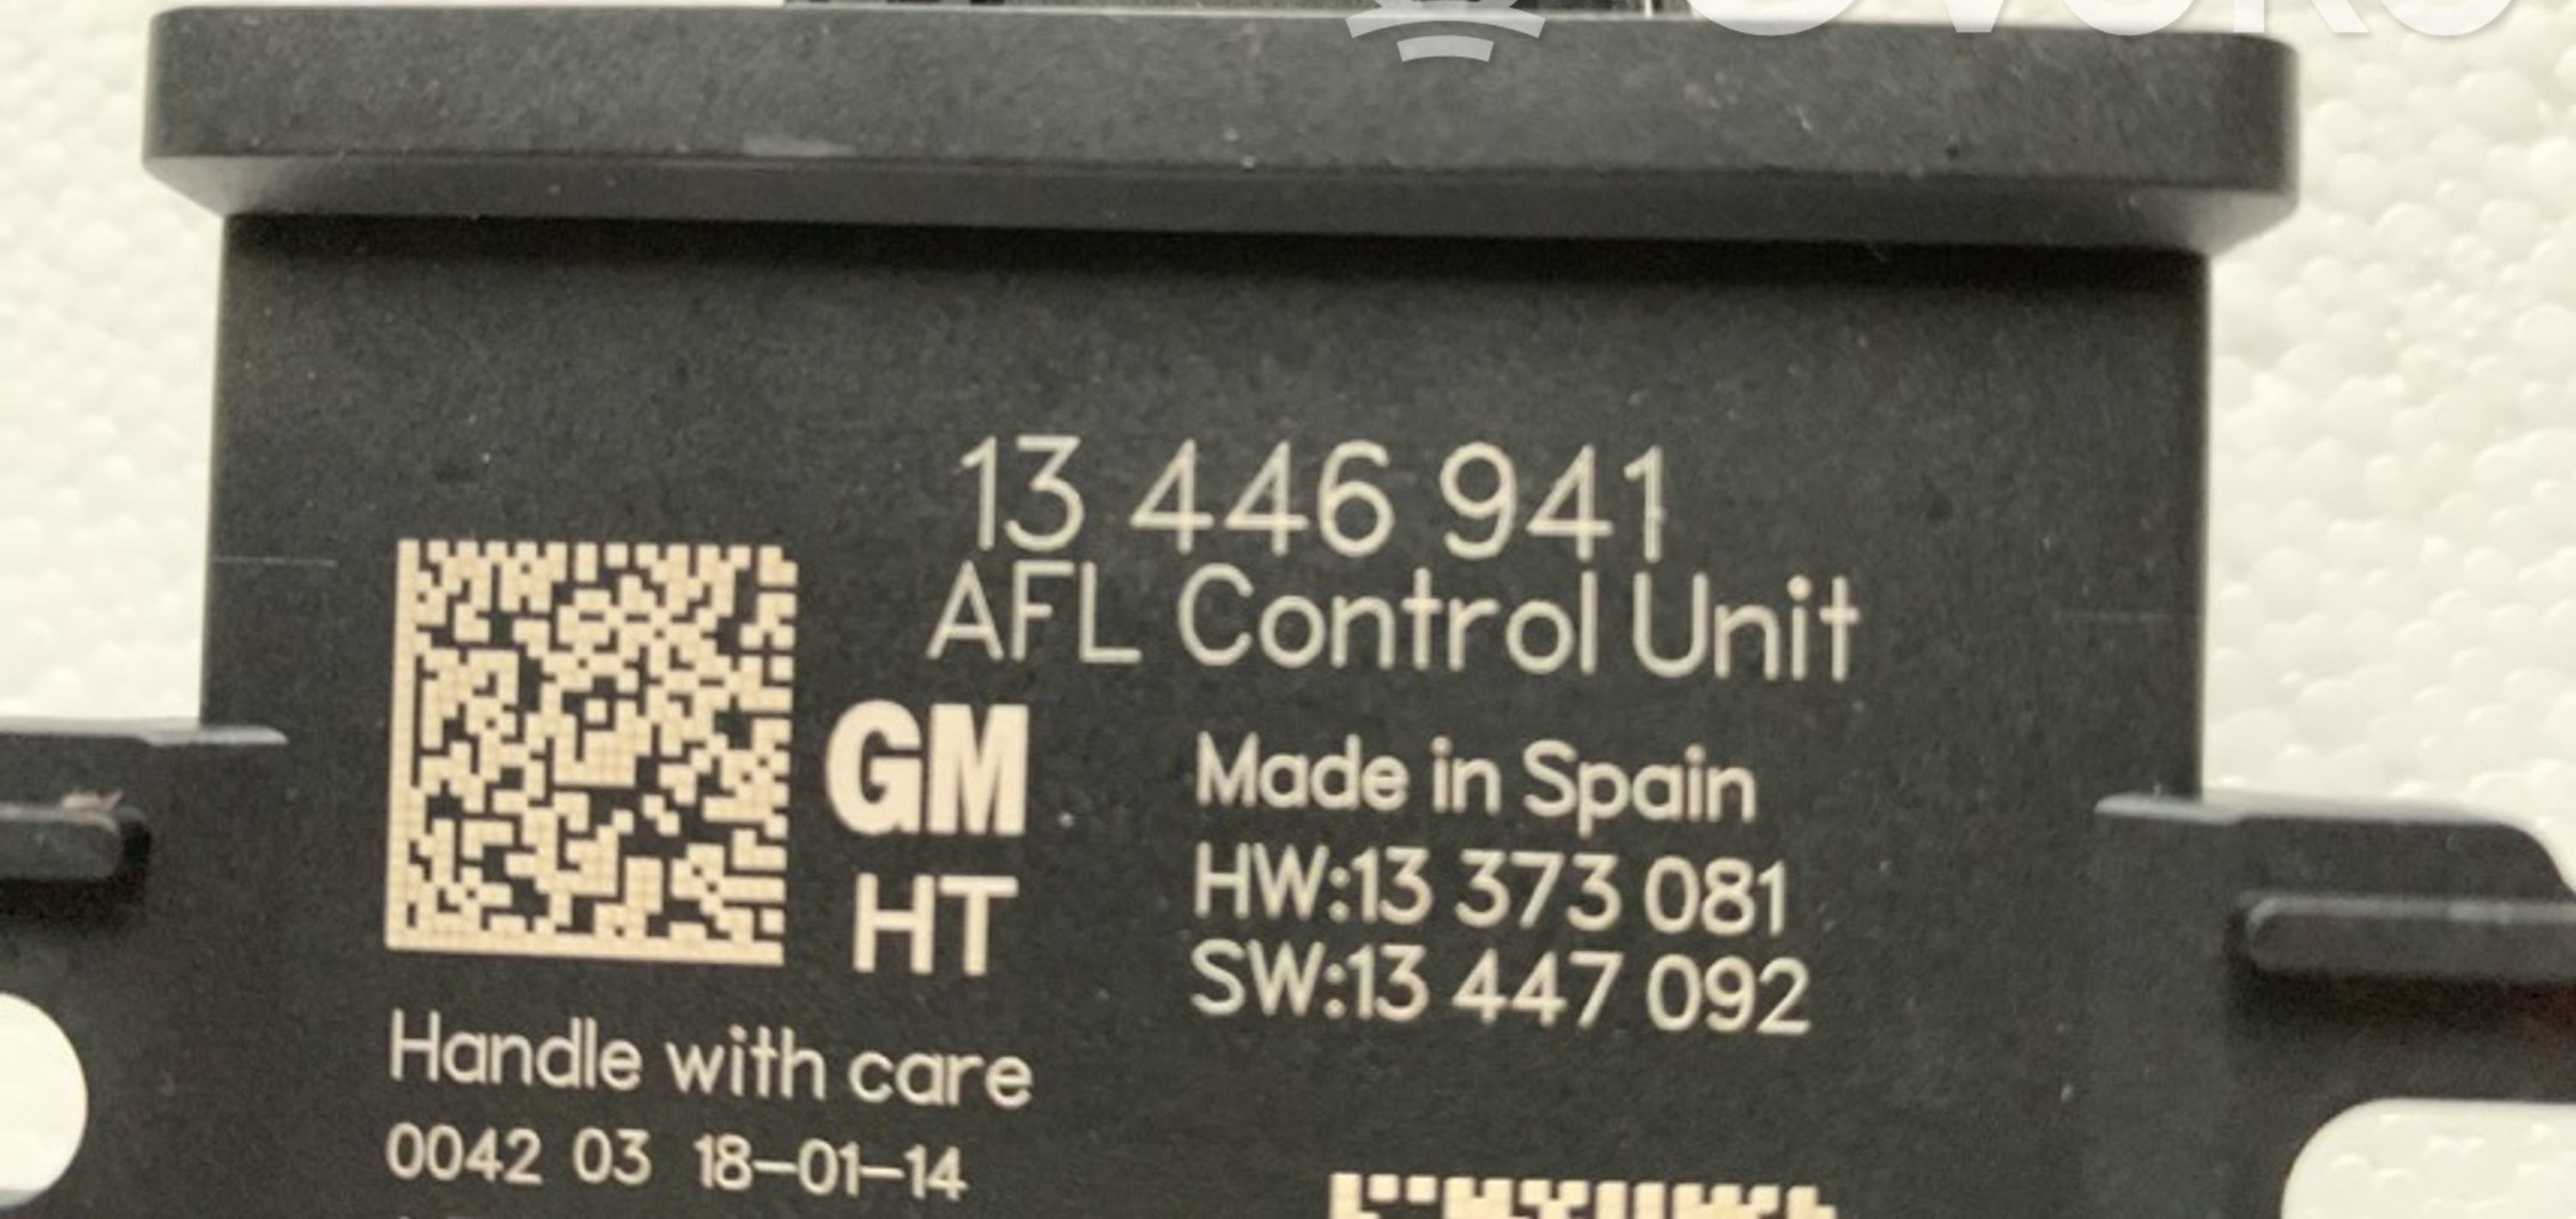 13 446 941
AFL Control Unit
GM
HT
Made in Spain
HW:13 373 081
SW:13 447 092
Handle with care
0042 03 18-01-14